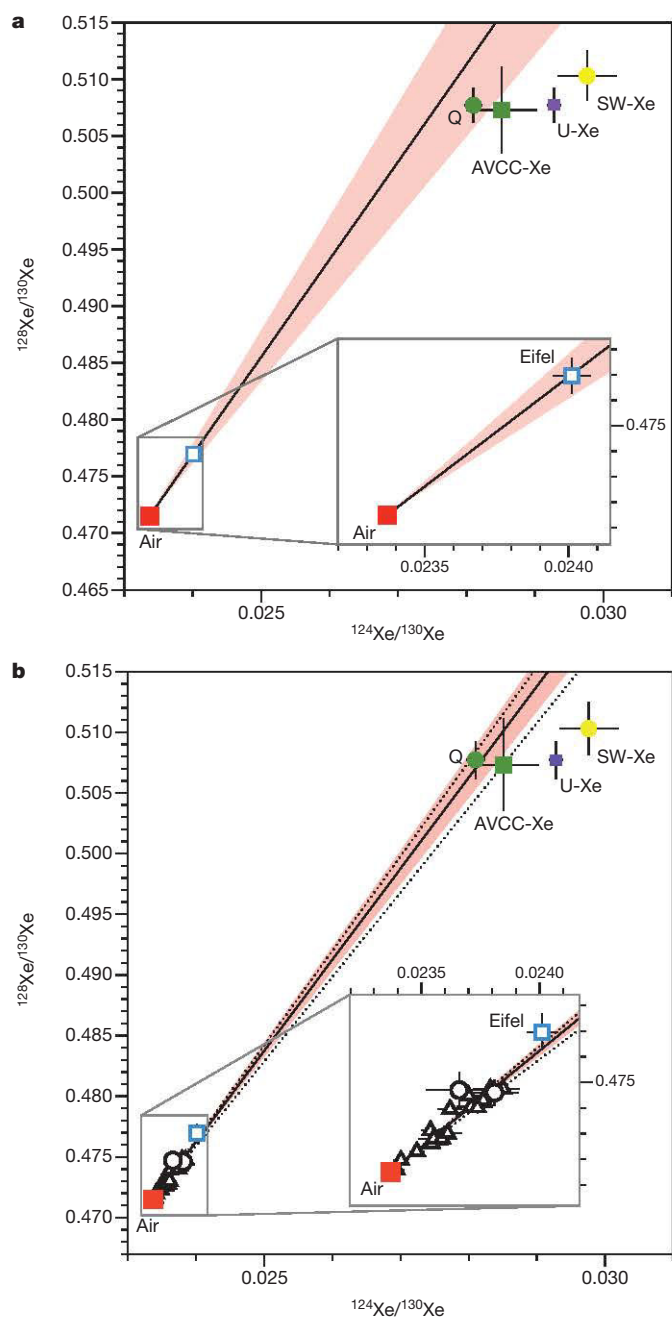 a
0.515
0.510
0.505
0.500
0.495
0.490
0.485
0.480
0.475
0.470
0.465
¹²⁸Xe/¹³⁰Xe
Q
AVCC-Xe
U-Xe
SW-Xe
Eifel
0.475
Air
0.0235
0.0240
Air
0.025
0.030
¹²⁴Xe/¹³⁰Xe
b
0.515
0.510
0.505
0.500
0.495
0.490
0.485
0.480
0.475
0.470
¹²⁸Xe/¹³⁰Xe
Q
AVCC-Xe
U-Xe
SW-Xe
0.0235
0.0240
Eifel
0.475
Air
Air
0.025
0.030
¹²⁴Xe/¹³⁰Xe